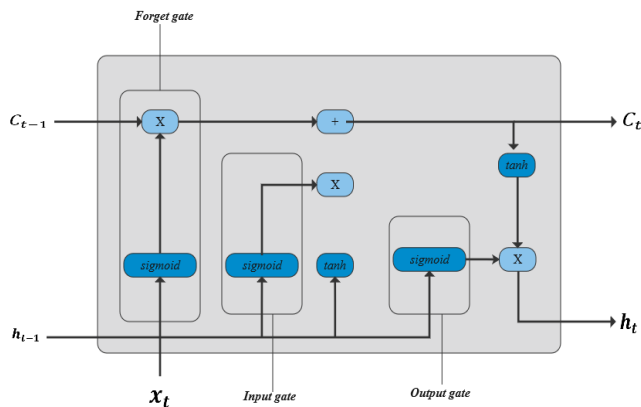 Forget gate
C_{t-1}
X
+
C_t
tanh
X
sigmoid
sigmoid
tanh
sigmoid
X
h_{t-1}
h_t
x_t
Input gate
Output gate